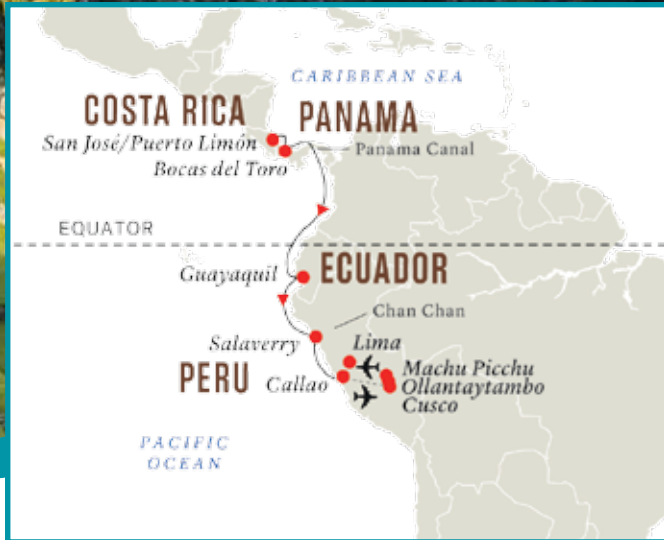 CARIBBEAN SEA
COSTA RICA
PANAMA
San José/Puerto Limón
Panama Canal
Bocas del Toro
EQUATOR
Guayaquil
ECUADOR
Chan Chan
Salaverry
Lima
PERU
Callao
Machu Picchu
Ollantaytambo
Cusco
PACIFIC
OCEAN